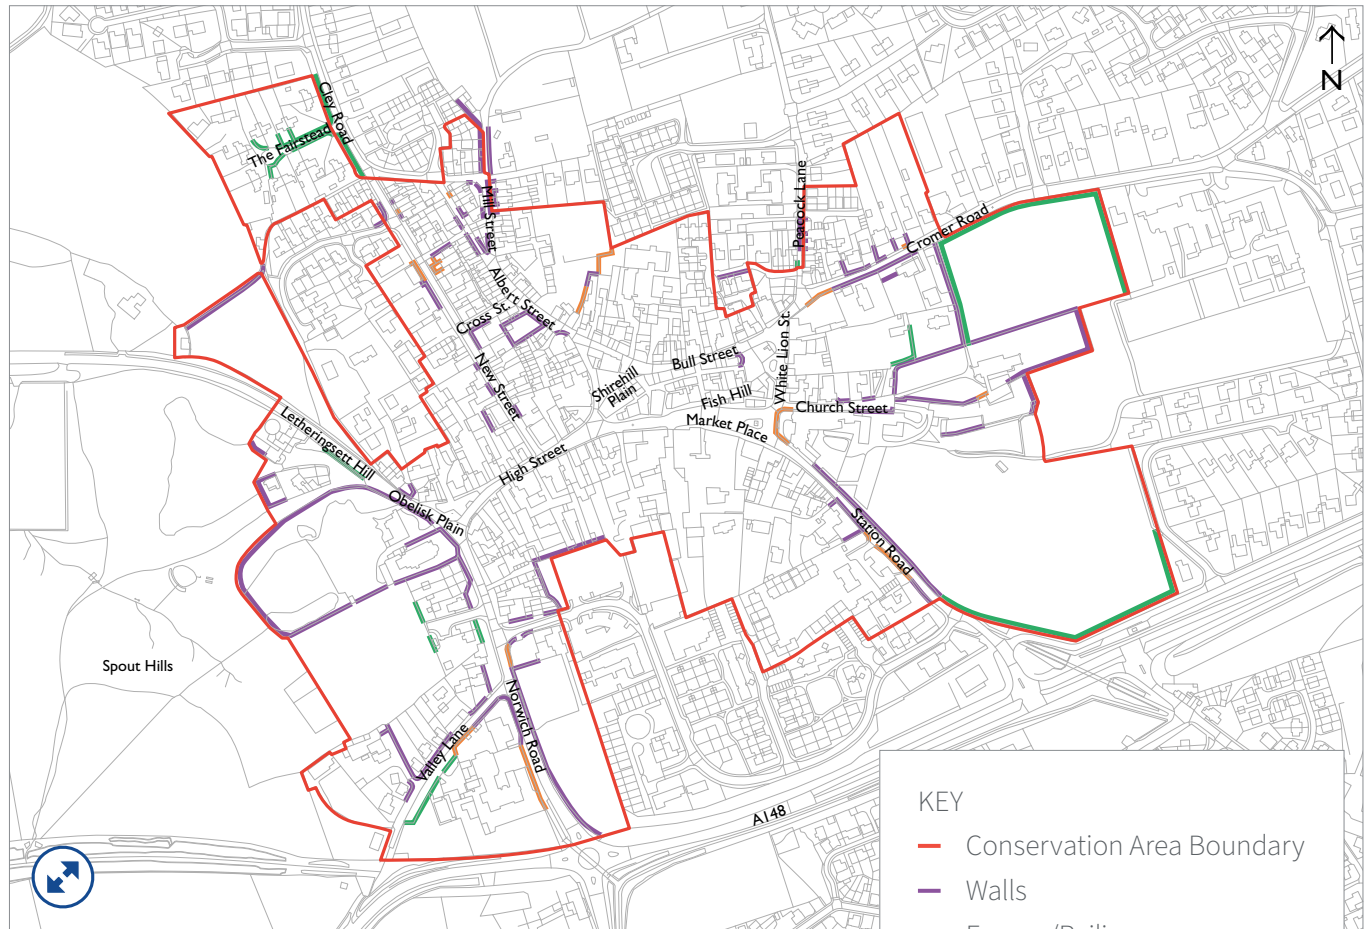 N
Cley Road
The Fairstead
Mill Street
Peacock Lane
Cromer Road
Albert Street
Cross St.
New Street
Shirehill
Plain
Bull Street
White Lion St.
Fish Hill
Church Street
Market Place
Letheringsett Hill
High Street
Obelisk Plain
Station Road
Spout Hills
Norwich Road
Valley Lane
A148
KEY
Conservation Area Boundary
Walls